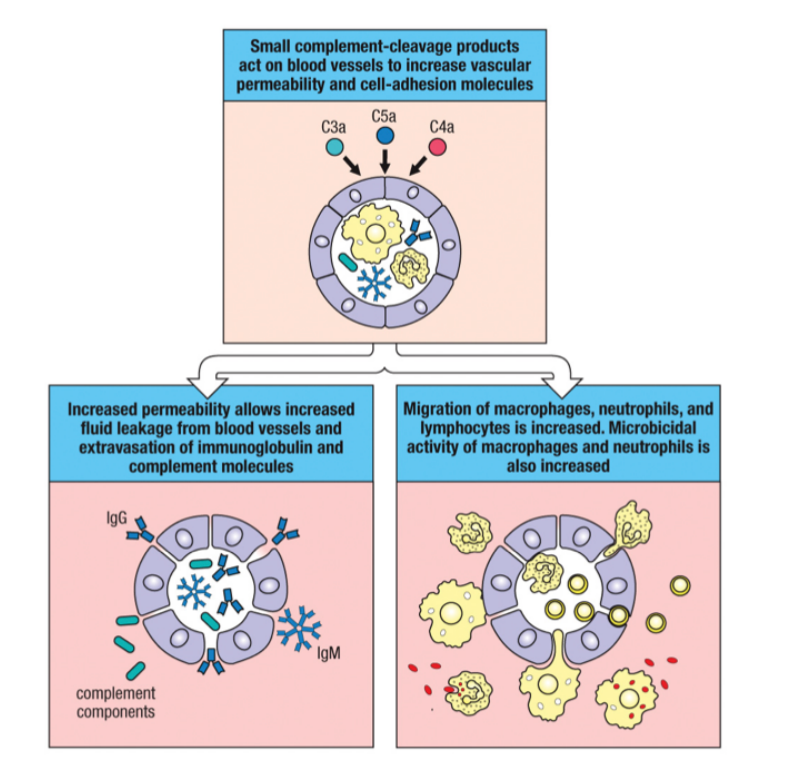 Small complement-cleavage products
act on blood vessels to increase vascular
permeability and cell-adhesion molecules
C3a
C5a
C4a
Increased permeability allows increased
fluid leakage from blood vessels and
extravasation of immunoglobulin and
complement molecules
IgG
IgM
complement
components
Migration of macrophages, neutrophils, and
lymphocytes is increased. Microbicidal
activity of macrophages and neutrophils is
also increased